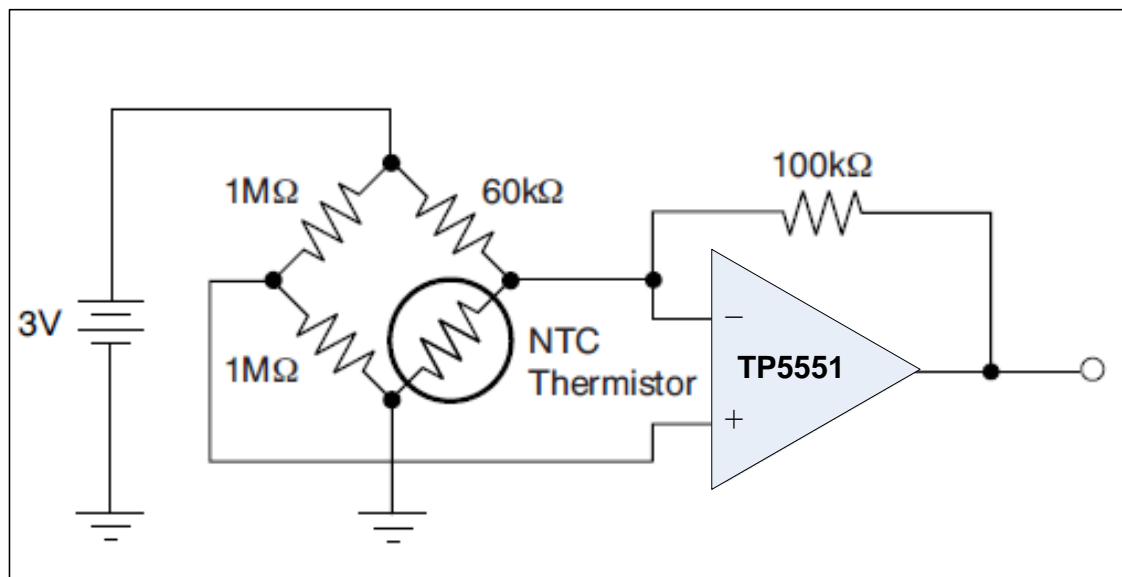 1MΩ
60kΩ
100kΩ
3V
1MΩ
NTC
Thermistor
−
TP5551
+